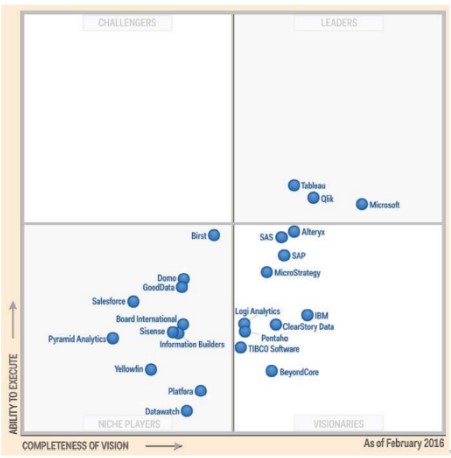 CHALLENGERS
LEADERS
Tableau
Qlik
Microsoft
Birst
Alteryx
SAS
SAP
MicroStrategy
Domo
GoodData
Salesforce
Logi Analytics
IBM
Board International
ClearStory Data
Sisense
Pentaho
Pyramid Analytics
Information Builders
TIBCO Software
Yellowfin
BeyondCore
Platfora
Datawatch
NICHE PLAYERS
VISIONARIES
ABILITY TO EXECUTE
COMPLETENESS OF VISION
As of February 2016